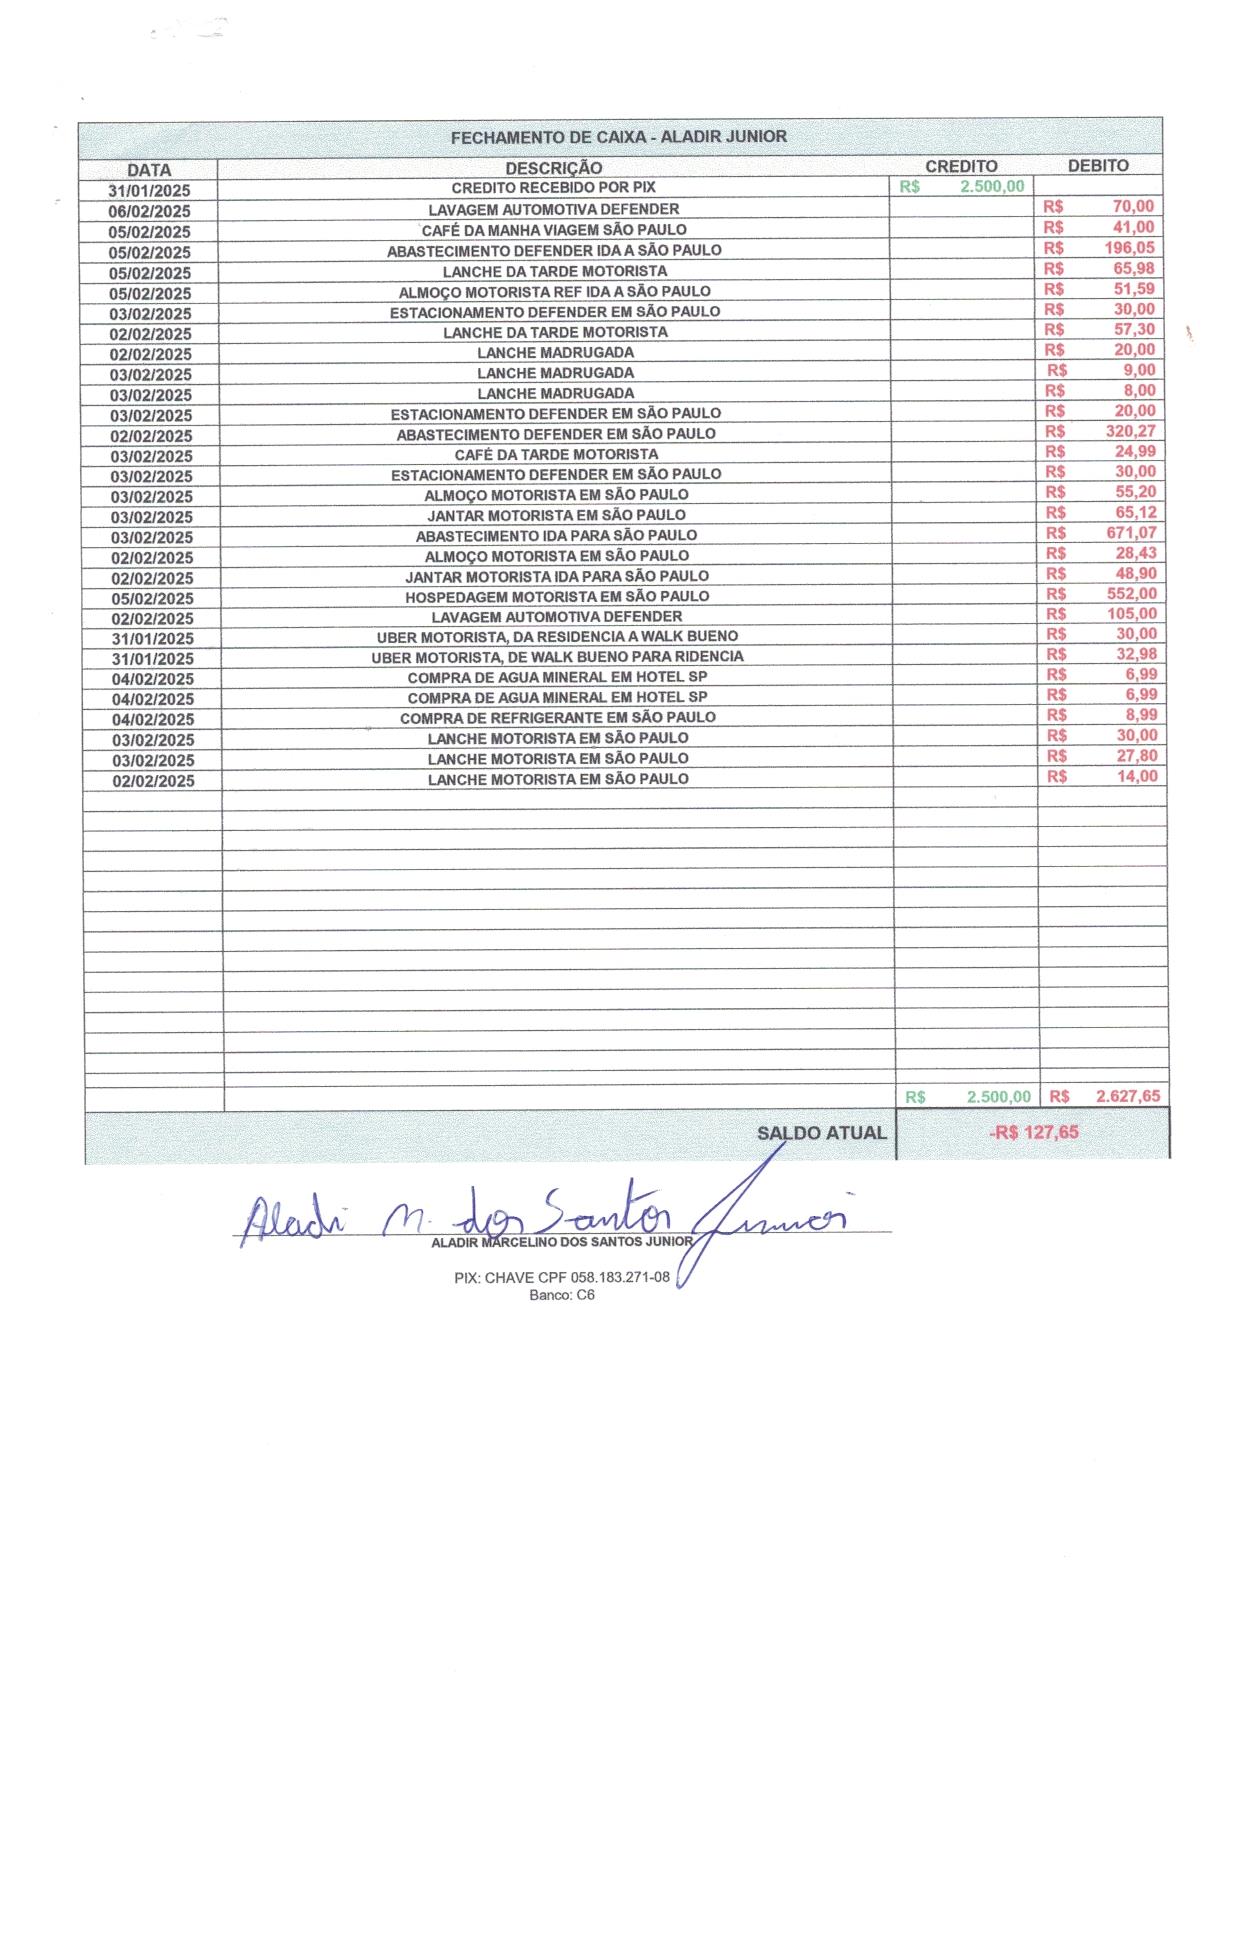 FECHAMENTO DE CAIXA - ALADIR JUNIOR
DATA DESCRIÇÃO CREDITO DEBITO
31/01/2025 CREDITO RECEBIDO POR PIX R$ 2.500,00
06/02/2025 LAVAGEM AUTOMOTIVA DEFENDER R$ 70,00
05/02/2025 CAFÉ DA MANHA VIAGEM SÃO PAULO R$ 41,00
05/02/2025 ABASTECIMENTO DEFENDER IDA A SÃO PAULO R$ 196,05
05/02/2025 LANCHE DA TARDE MOTORISTA R$ 65,98
05/02/2025 ALMOÇO MOTORISTA REF IDA A SÃO PAULO R$ 51,59
03/02/2025 ESTACIONAMENTO DEFENDER EM SÃO PAULO R$ 30,00
02/02/2025 LANCHE DA TARDE MOTORISTA R$ 57,30
02/02/2025 LANCHE MADRUGADA R$ 20,00
03/02/2025 LANCHE MADRUGADA R$ 9,00
03/02/2025 LANCHE MADRUGADA R$ 8,00
03/02/2025 ESTACIONAMENTO DEFENDER EM SÃO PAULO R$ 20,00
02/02/2025 ABASTECIMENTO DEFENDER EM SÃO PAULO R$ 320,27
03/02/2025 CAFÉ DA TARDE MOTORISTA R$ 24,99
03/02/2025 ESTACIONAMENTO DEFENDER EM SÃO PAULO R$ 30,00
03/02/2025 ALMOÇO MOTORISTA EM SÃO PAULO R$ 55,20
03/02/2025 JANTAR MOTORISTA EM SÃO PAULO R$ 65,12
03/02/2025 ABASTECIMENTO IDA PARA SÃO PAULO R$ 671,07
02/02/2025 ALMOÇO MOTORISTA EM SÃO PAULO R$ 28,43
02/02/2025 JANTAR MOTORISTA IDA PARA SÃO PAULO R$ 48,90
05/02/2025 HOSPEDAGEM MOTORISTA EM SÃO PAULO R$ 552,00
02/02/2025 LAVAGEM AUTOMOTIVA DEFENDER R$ 105,00
31/01/2025 UBER MOTORISTA, DA RESIDENCIA A WALK BUENO R$ 30,00
31/01/2025 UBER MOTORISTA, DE WALK BUENO PARA RIDENCIA R$ 32,98
04/02/2025 COMPRA DE AGUA MINERAL EM HOTEL SP R$ 6,99
04/02/2025 COMPRA DE AGUA MINERAL EM HOTEL SP R$ 6,99
04/02/2025 COMPRA DE REFRIGERANTE EM SÃO PAULO R$ 8,99
03/02/2025 LANCHE MOTORISTA EM SÃO PAULO R$ 30,00
03/02/2025 LANCHE MOTORISTA EM SÃO PAULO R$ 27,80
02/02/2025 LANCHE MOTORISTA EM SÃO PAULO R$ 14,00
R$ 2.500,00 R$ 2.627,65
SALDO ATUAL -R$ 127,65
Aladi M. dos Santos Junior
ALADIR MARCELINO DOS SANTOS JUNIOR
PIX: CHAVE CPF 058.183.271-08
Banco: C6